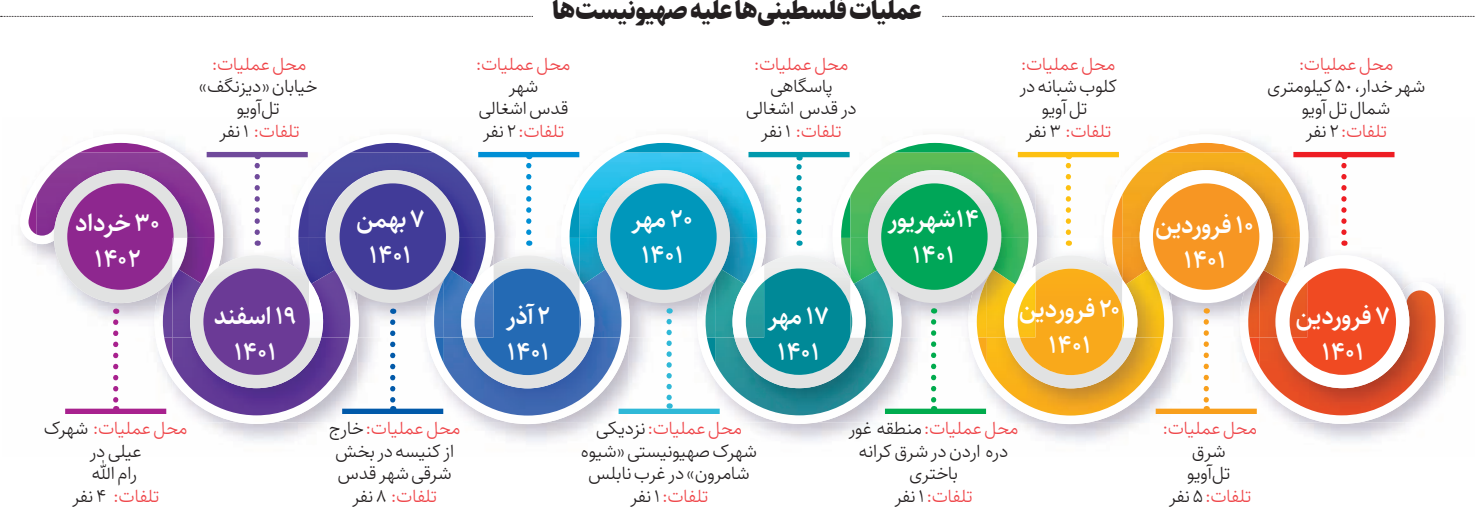 عملیات فلسطینی‌ها علیه صهیونیست‌ها
محل عملیات:
شهر خدار، ۵۰ کیلومتری
شمال تل آویو
تلفات: ۲ نفر
۷ فروردین
۱۴۰۱
۱۰ فروردین
۱۴۰۱
محل عملیات:
شرق
تل‌آویو
تلفات: ۵ نفر
محل عملیات:
کلوب شبانه در
تل آویو
تلفات: ۳ نفر
۲۰ فروردین
۱۴۰۱
۱۴شهریور
۱۴۰۱
محل عملیات: منطقه غور
دره اردن در شرق کرانه
باختری
تلفات: ۱ نفر
محل عملیات:
پاسگاهی
در قدس اشغالی
تلفات: ۱ نفر
۱۷ مهر
۱۴۰۱
۲۰ مهر
۱۴۰۱
محل عملیات: نزدیکی
شهرک صهیونیستی «شیوه
شامرون» در غرب نابلس
تلفات: ۱ نفر
محل عملیات:
شهر
قدس اشغالی
تلفات: ۲ نفر
۲ آذر
۱۴۰۱
۷ بهمن
۱۴۰۱
محل عملیات: خارج
از کنیسه در بخش
شرقی شهر قدس
تلفات: ۸ نفر
محل عملیات:
خیابان «دیزنگف»
تل‌آویو
تلفات: ۱ نفر
۱۹ اسفند
۱۴۰۱
۳۰ خرداد
۱۴۰۲
محل عملیات: شهرک
عیلی در
رام الله
تلفات: ۴ نفر